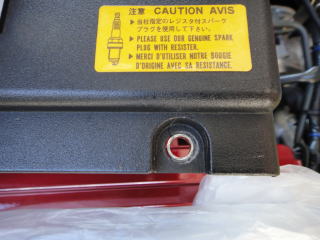 注意 CAUTION AVIS
▶ 当社指定のレジスタ付スパーク
プラグを使用して下さい。
▶ PLEASE USE OUR GENUINE SPARK
PLUG WITH RESISTER.
▶ MERCI D'UTILISER NOTRE BOUGIE
D'ORIGINE AVEC SA RESISTANCE.